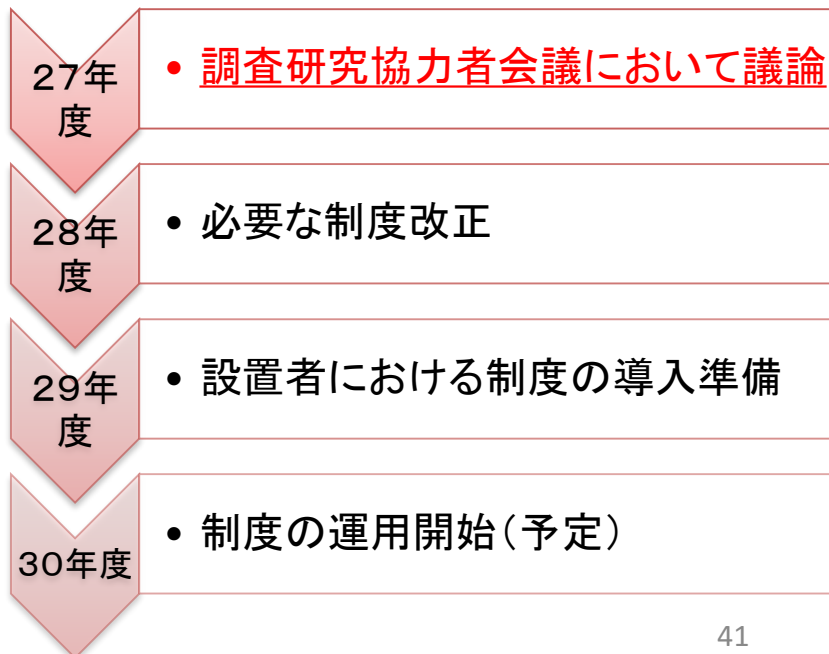 27年
度
• 調査研究協力者会議において議論
28年
度
• 必要な制度改正
29年
度
• 設置者における制度の導入準備
30年度
• 制度の運用開始（予定）
41